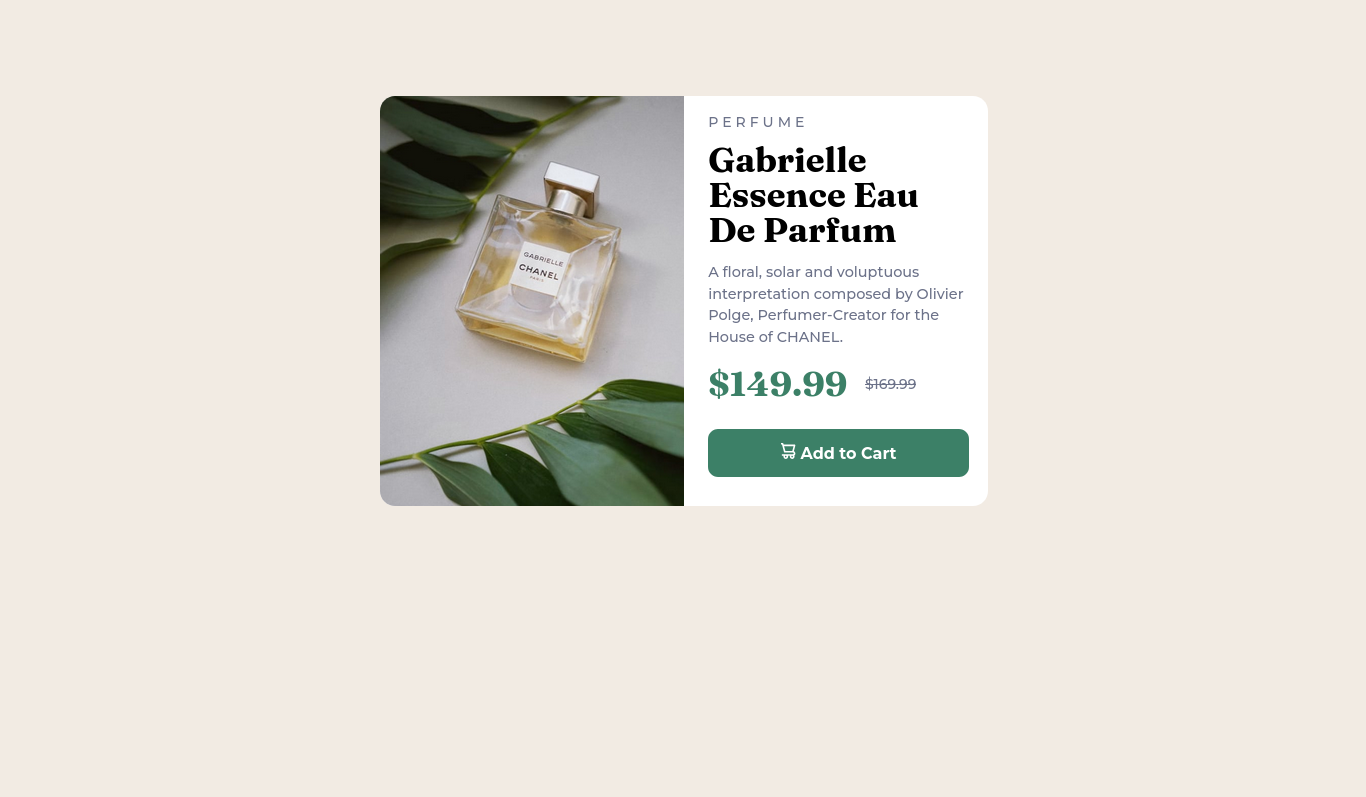 GABRIELLE
CHANEL
PARIS
PERFUME
Gabrielle
Essence Eau
De Parfum
A floral, solar and voluptuous
interpretation composed by Olivier
Polge, Perfumer-Creator for the
House of CHANEL.
$149.99 $169.99
Add to Cart